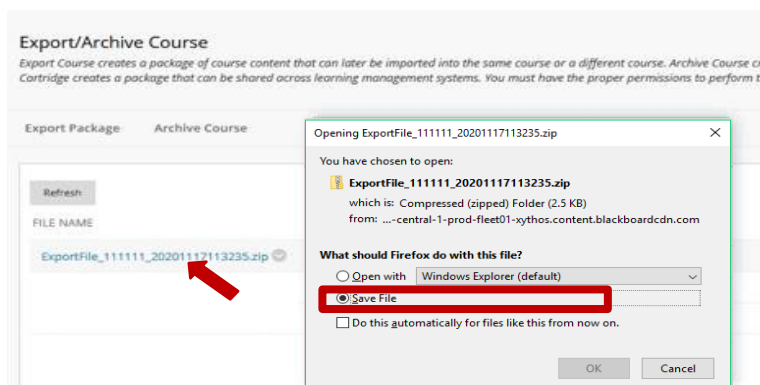 Export/Archive Course
Export Course creates a package of course content that can later be imported into the same course or a different course. Archive Course
Cartridge creates a package that can be shared across learning management systems. You must have the proper permissions to perform
Export Package Archive Course
Opening ExportFile_111111_20201117113235.zip
You have chosen to open:
ExportFile_111111_20201117113235.zip
which is: Compressed (zipped) Folder (2.5 KB)
from: ...-central-1-prod-fleet01-xythos.content.blackboardcdn.com
What should Firefox do with this file?
Open with Windows Explorer (default)
Save File
Do this automatically for files like this from now on.
OK Cancel
Refresh
FILE NAME
ExportFile_111111_20201117113235.zip